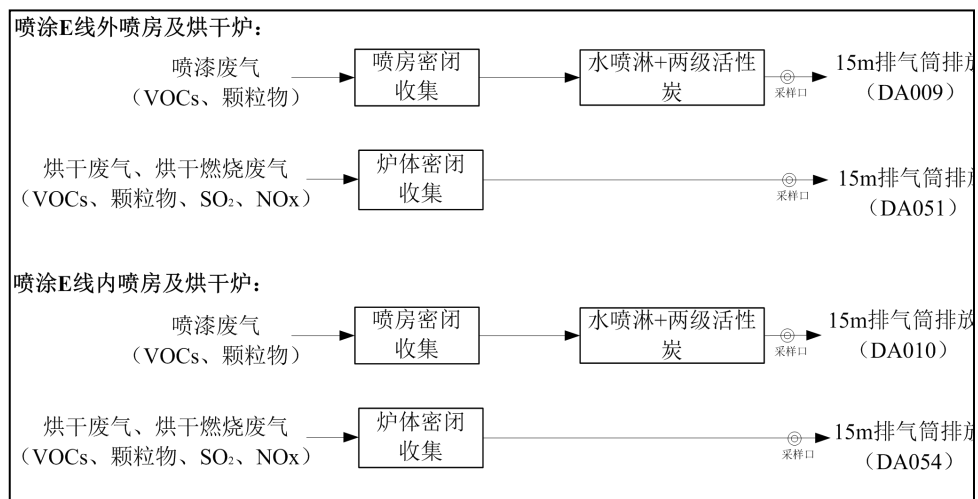 喷涂E线外喷房及烘干炉：
喷漆废气
（VOCs、颗粒物）
喷房密闭
收集
水喷淋+两级活性
炭
采样口
15m排气筒排放
（DA009）
烘干废气、烘干燃烧废气
（VOCs、颗粒物、SO₂、NOx）
炉体密闭
收集
采样口
15m排气筒排放
（DA051）
喷涂E线内喷房及烘干炉：
喷漆废气
（VOCs、颗粒物）
喷房密闭
收集
水喷淋+两级活性
炭
采样口
15m排气筒排放
（DA010）
烘干废气、烘干燃烧废气
（VOCs、颗粒物、SO₂、NOx）
炉体密闭
收集
采样口
15m排气筒排放
（DA054）